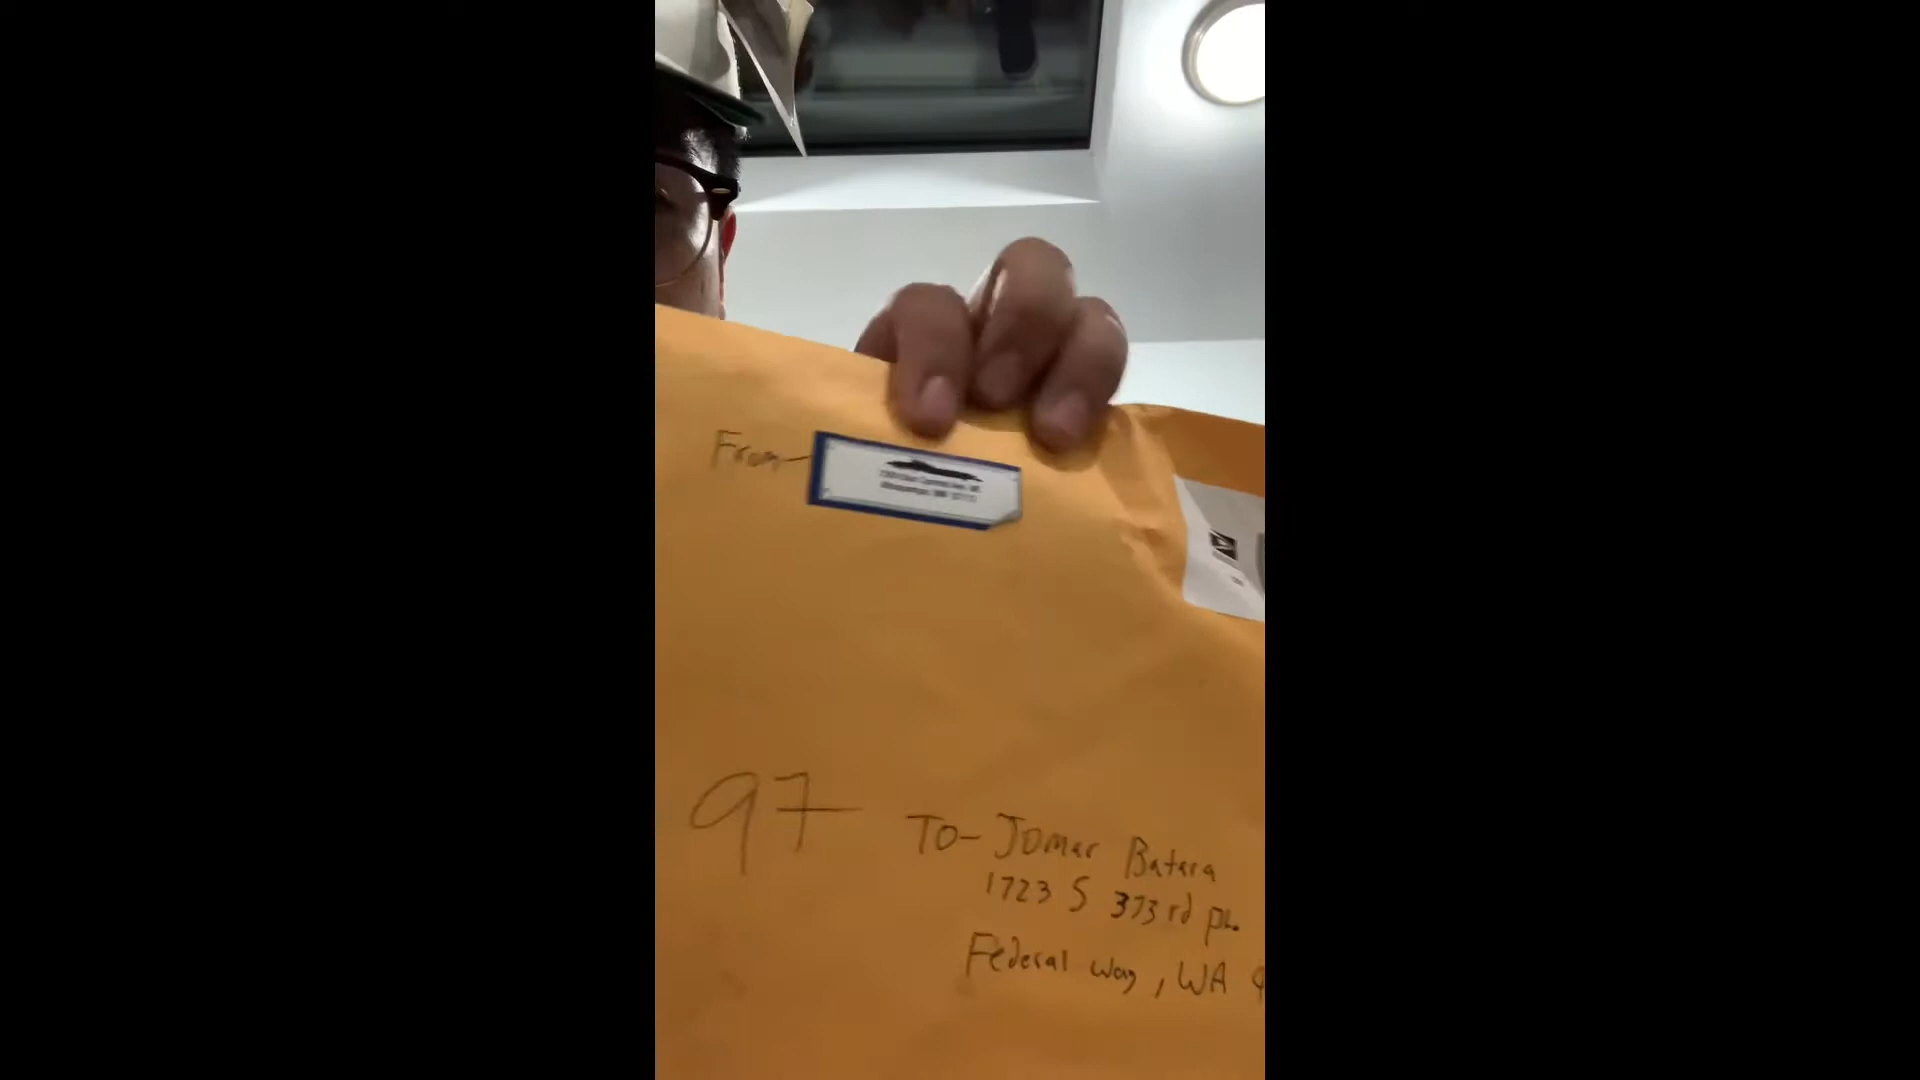 From-
97
To- Jomar Batara
1723 S 373rd PL.
Federal Way, WA